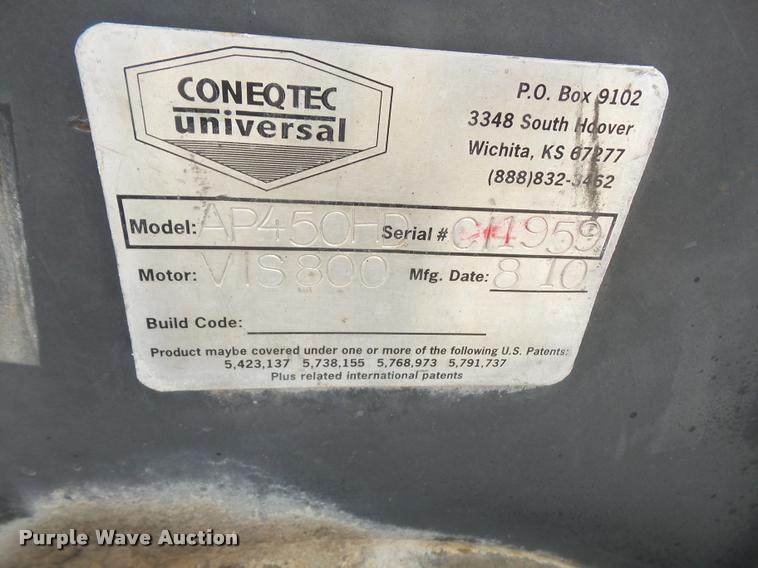 CONEQTEC
universal
P.O. Box 9102
3348 South Hoover
Wichita, KS 67277
(888)832-3462
Model: AP450HD Serial # 011959
Motor: VIS800 Mfg. Date: 8 10
Build Code:
Product maybe covered under one or more of the following U.S. Patents:
5,423,137 5,738,155 5,768,973 5,791,737
Plus related international patents
Purple Wave Auction